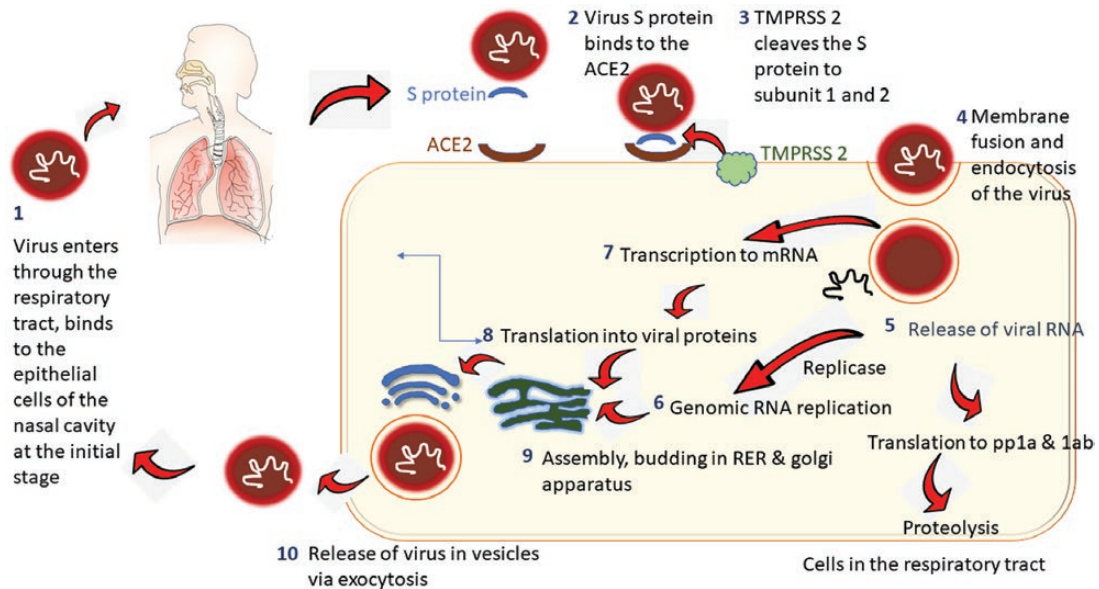 1
Virus enters
through the
respiratory
tract, binds
to the
epithelial
cells of the
nasal cavity
at the initial
stage
2 Virus S protein
binds to the
ACE2
S protein
ACE2
3 TMPRSS 2
cleaves the S
protein to
subunit 1 and 2
TMPRSS 2
4 Membrane
fusion and
endocytosis
of the virus
5 Release of viral RNA
Replicase
6 Genomic RNA replication
7 Transcription to mRNA
8 Translation into viral proteins
Translation to pp1a & 1ab
Proteolysis
9 Assembly, budding in RER & golgi
apparatus
10 Release of virus in vesicles
via exocytosis
Cells in the respiratory tract